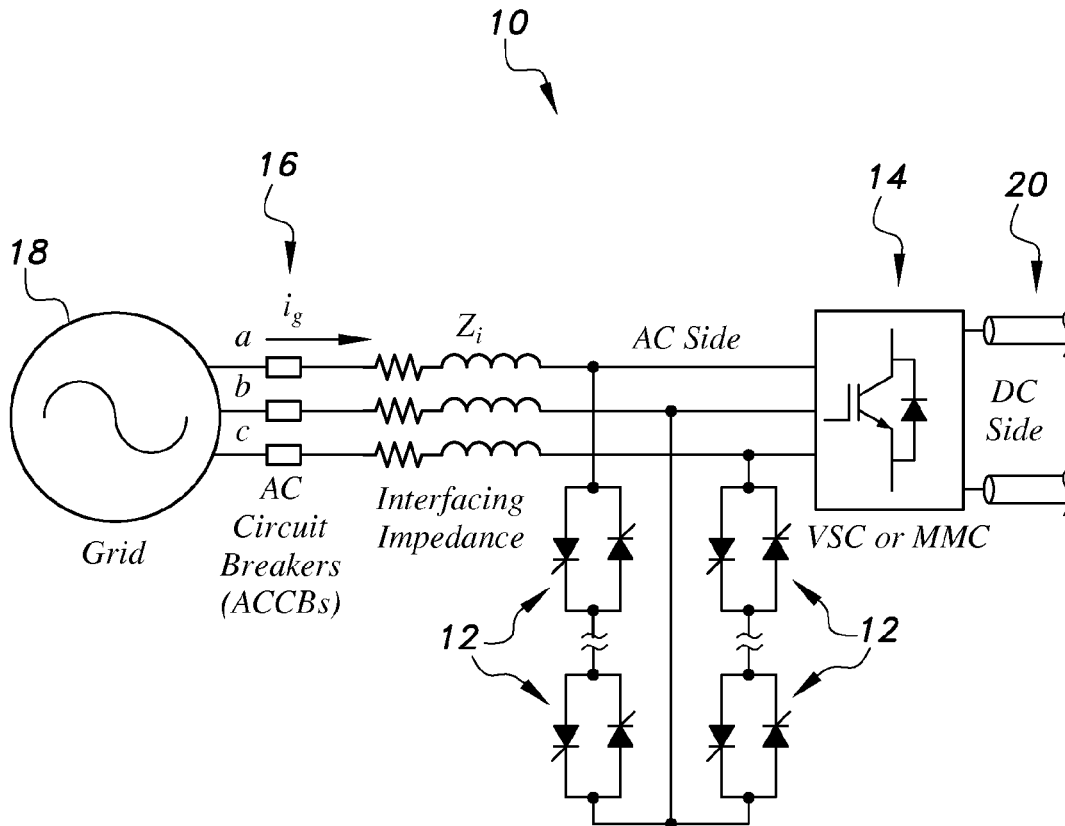 10
16
14
20
18
i_g
a
Z_i
AC Side
b
DC
Side
c
AC
Circuit
Breakers
(ACCBs)
Interfacing
Impedance
Grid
VSC or MMC
12
12